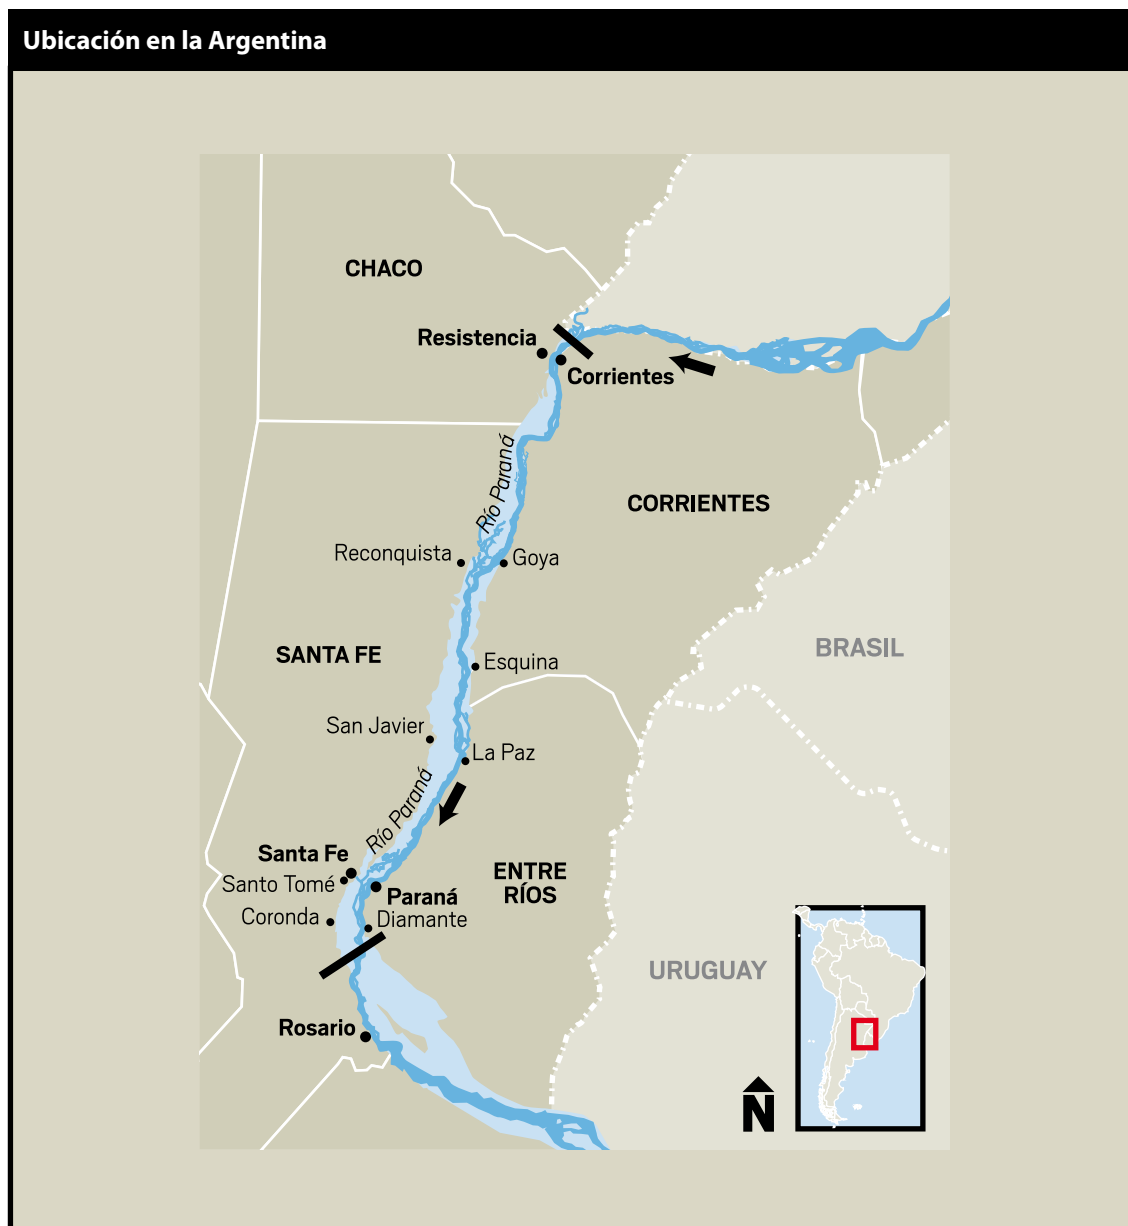 Ubicación en la Argentina
CHACO
Resistencia
Corrientes
Río Paraná
CORRIENTES
Reconquista
Goya
SANTA FE
Esquina
BRASIL
San Javier
La Paz
Río Paraná
Santa Fe
Santo Tomé
ENTRE
RÍOS
Paraná
Coronda
Diamante
URUGUAY
Rosario
N